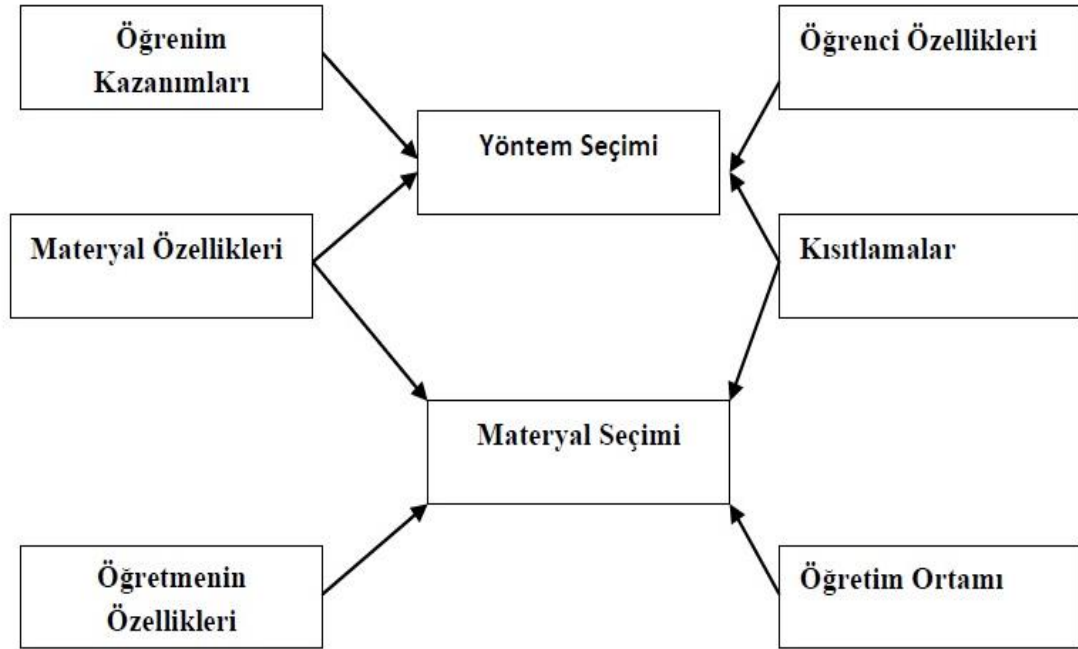 Öğrenim
Kazanımları
Öğrenci Özellikleri
Yöntem Seçimi
Materyal Özellikleri
Kısıtlamalar
Materyal Seçimi
Öğretmenin
Özellikleri
Öğretim Ortamı